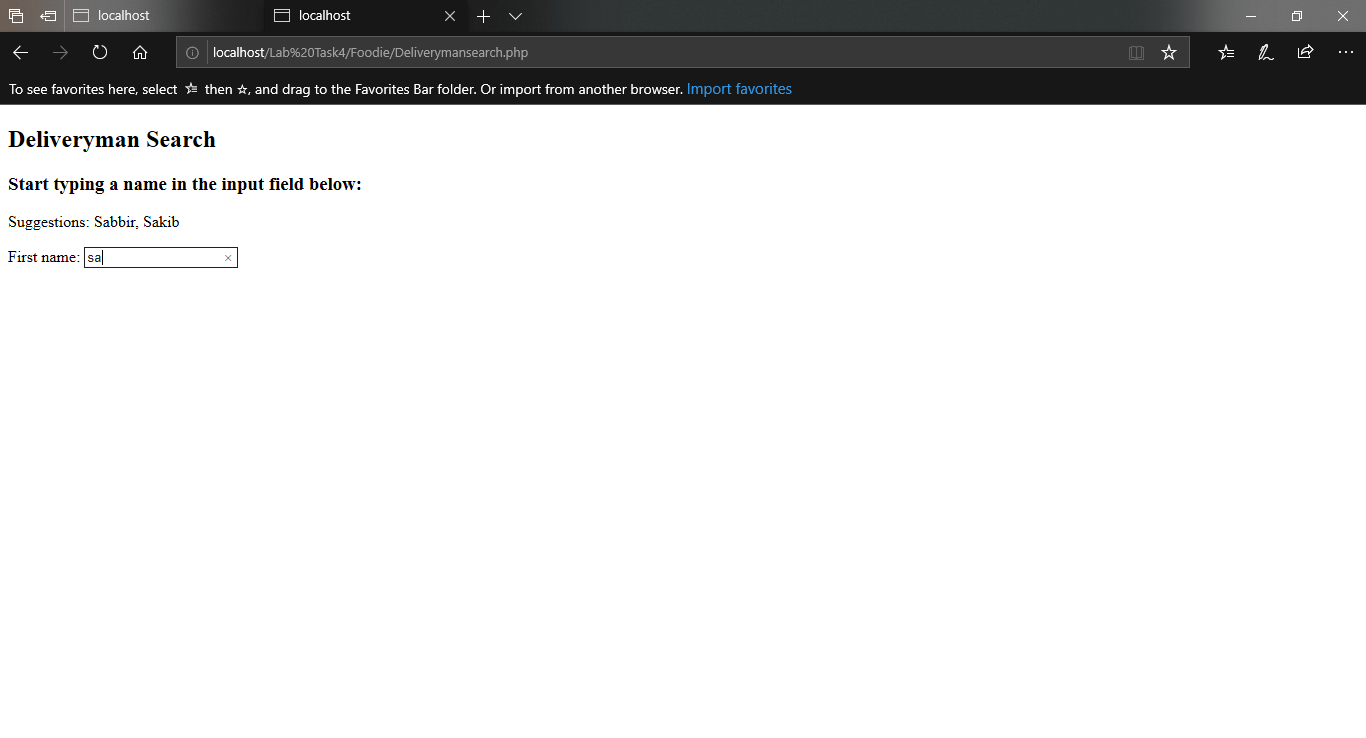 localhost
localhost
localhost/Lab%20Task4/Foodie/Deliverymansearch.php
To see favorites here, select then ☆, and drag to the Favorites Bar folder. Or import from another browser. Import favorites
Deliveryman Search
Start typing a name in the input field below:
Suggestions: Sabbir, Sakib
First name: sa